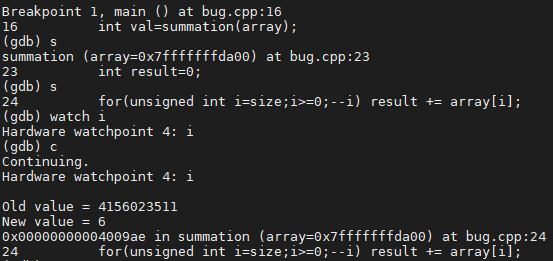 Breakpoint 1, main () at bug.cpp:16
16 int val=summation(array);
(gdb) s
summation (array=0x7fffffffda00) at bug.cpp:23
23 int result=0;
(gdb) s
24 for(unsigned int i=size;i>=0;--i) result += array[i];
(gdb) watch i
Hardware watchpoint 4: i
(gdb) c
Continuing.
Hardware watchpoint 4: i
Old value = 4156023511
New value = 6
0x00000000004009ae in summation (array=0x7fffffffda00) at bug.cpp:24
24 for(unsigned int i=size;i>=0;--i) result += array[i];